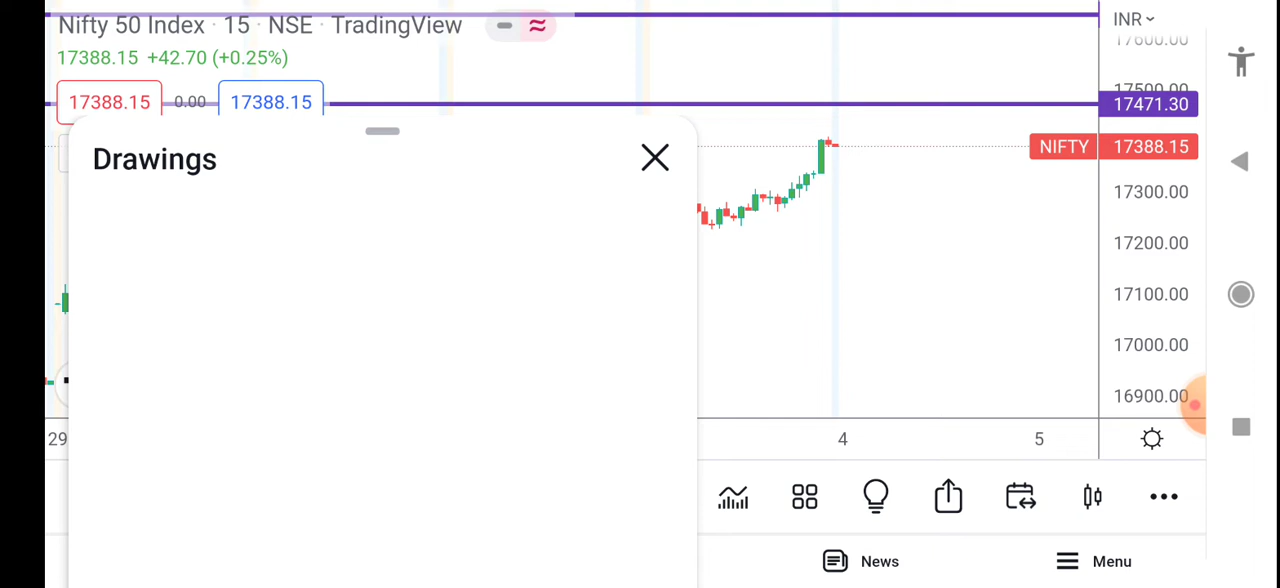 Nifty 50 Index · 15 · NSE · TradingView
17388.15 +42.70 (+0.25%)
17388.15 0.00 17388.15
Drawings
INR
17600.00
17500.00
17471.30
NIFTY 17388.15
17300.00
17200.00
17100.00
17000.00
16900.00
29 4 5
News Menu